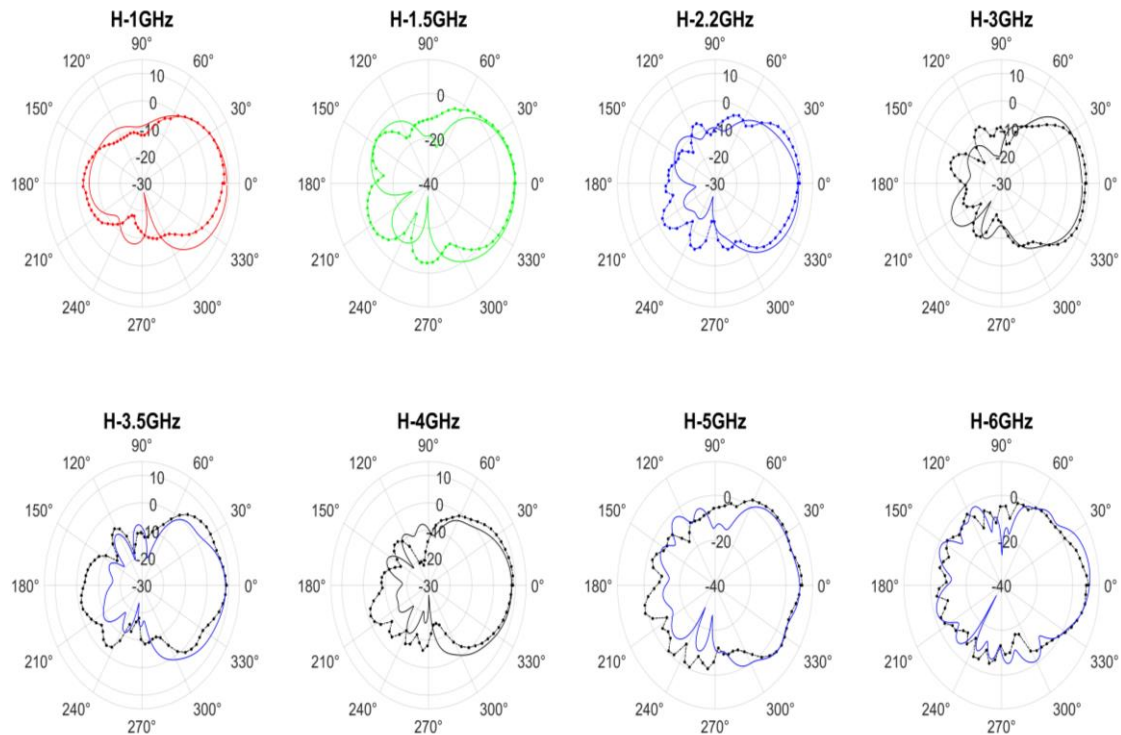 H-1GHz H-1.5GHz H-2.2GHz H-3GHz
90° 90° 90° 90°
120° 60° 120° 60° 120° 60° 120° 60°
10 0 10 10
150° 0 30° 150° 30° 150° 0 30° 150° 0 30°
-10 -20 -10 -10
-20 -20 -20
180° -30 0° 180° -40 0° 180° -30 0° 180° -30 0°
210° 330° 210° 330° 210° 330° 210° 330°
240° 300° 240° 300° 240° 300° 240° 300°
270° 270° 270° 270°
H-3.5GHz H-4GHz H-5GHz H-6GHz
90° 90° 90° 90°
120° 60° 120° 60° 120° 60° 120° 60°
10 10 0 0
150° 0 30° 150° 0 30° 150° 30° 150° 30°
-10 -10 -20 -20
-20 -20
180° -30 0° 180° -30 0° 180° -40 0° 180° -40 0°
210° 330° 210° 330° 210° 330° 210° 330°
240° 300° 240° 300° 240° 300° 240° 300°
270° 270° 270° 270°